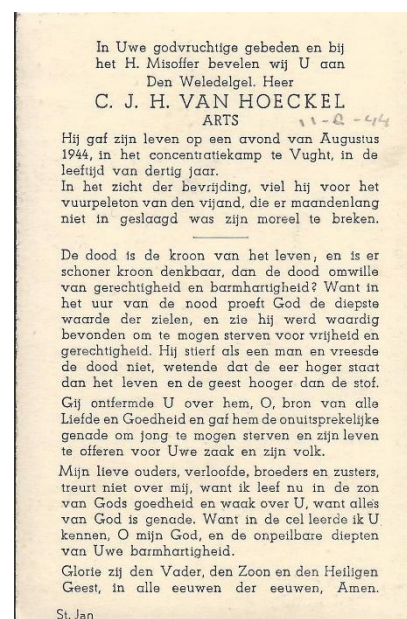 In Uwe godvruchtige gebeden en bij
het H. Misoffer bevelen wij U aan
Den Weledelgel. Heer
C. J. H. VAN HOECKEL
ARTS
11-8-44
Hij gaf zijn leven op een avond van Augustus
1944, in het concentratiekamp te Vught, in de
leeftijd van dertig jaar.
In het zicht der bevrijding, viel hij voor het
vuurpeleton van den vijand, die er maandenlang
niet in geslaagd was zijn moreel te breken.
De dood is de kroon van het leven, en is er
schoner kroon denkbaar, dan de dood omwille
van gerechtigheid en barmhartigheid? Want in
het uur van de nood proeft God de diepste
waarde der zielen, en zie hij werd waardig
bevonden om te mogen sterven voor vrijheid en
gerechtigheid. Hij stierf als een man en vreesde
de dood niet, wetende dat de eer hoger staat
dan het leven en de geest hooger dan de stof.
Gij ontfermde U over hem, O, bron van alle
Liefde en Goedheid en gaf hem de onuitsprekelijke
genade om jong te mogen sterven en zijn leven
te offeren voor Uwe zaak en zijn volk.
Mijn lieve ouders, verloofde, broeders en zusters,
treurt niet over mij, want ik leef nu in de zon
van Gods goedheid en waak over U, want alles
van God is genade. Want in de cel leerde ik U
kennen, O mijn God, en de onpeilbare diepten
van Uwe barmhartigheid.
Glorie zij den Vader, den Zoon en den Heiligen
Geest, in alle eeuwen der eeuwen, Amen.
St. Jan